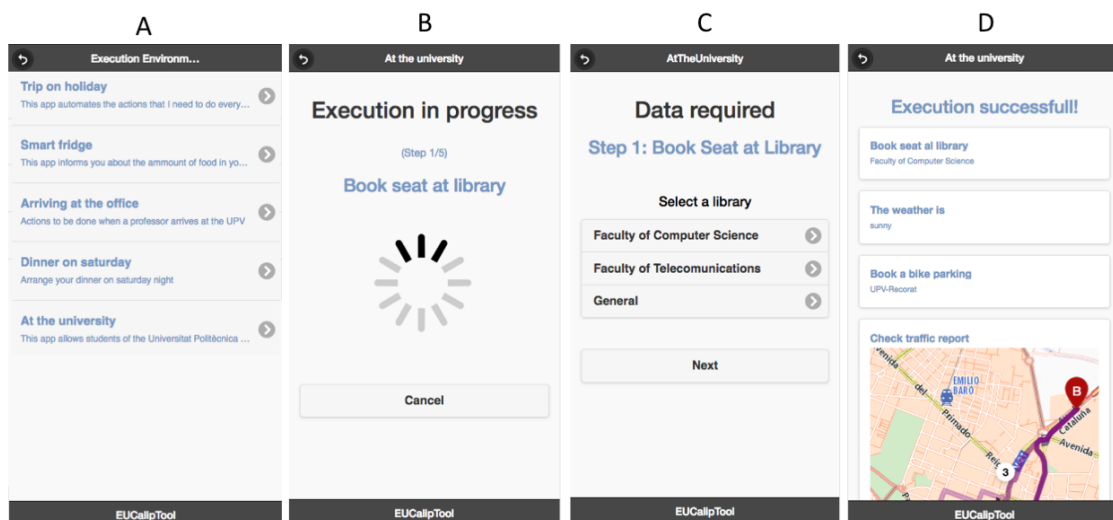 A
B
C
D
Execution Environm...
Trip on holiday
This app automates the actions that I need to do every...
Smart fridge
This app informs you about the ammount of food in yo...
Arriving at the office
Actions to be done when a professor arrives at the UPV
Dinner on saturday
Arrange your dinner on saturday night
At the university
This app allows students of the Universitat Politècnica ...
At the university
Execution in progress
(Step 1/5)
Book seat at library
Cancel
EUCalipTool
AtTheUniversity
Data required
Step 1: Book Seat at Library
Select a library
Faculty of Computer Science
Faculty of Telecomunications
General
Next
EUCalipTool
At the university
Execution successfull!
Book seat al library
Faculty of Computer Science
The weather is
sunny
Book a bike parking
UPV-Recorat
Check traffic report
Avenida
del
Primado
Reig
EMILIO
BARÓ
B
Cataluña
Avenida
3
EUCalipTool
EUCalipTool